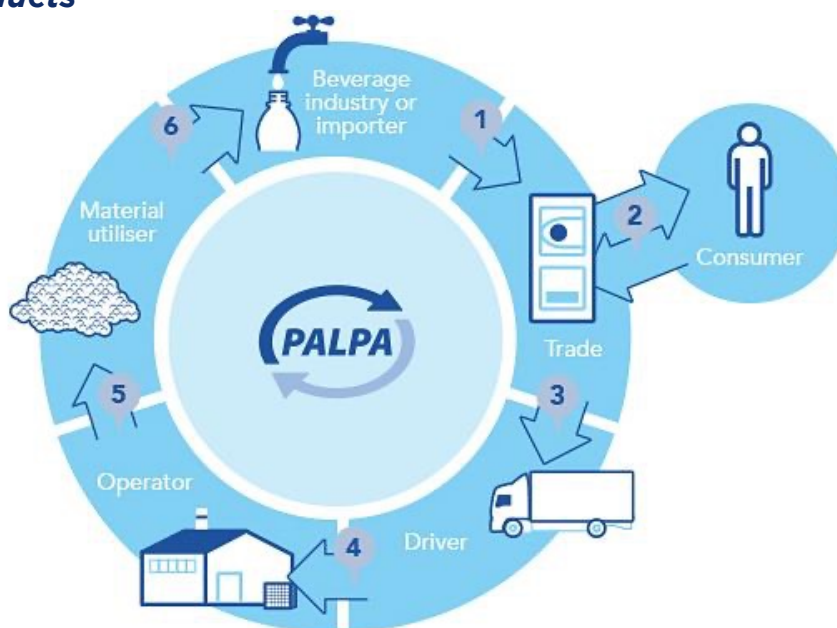 Beverage
industry or
importer
1
2
Consumer
Trade
3
Driver
4
Operator
5
Material
utiliser
6
PALPA